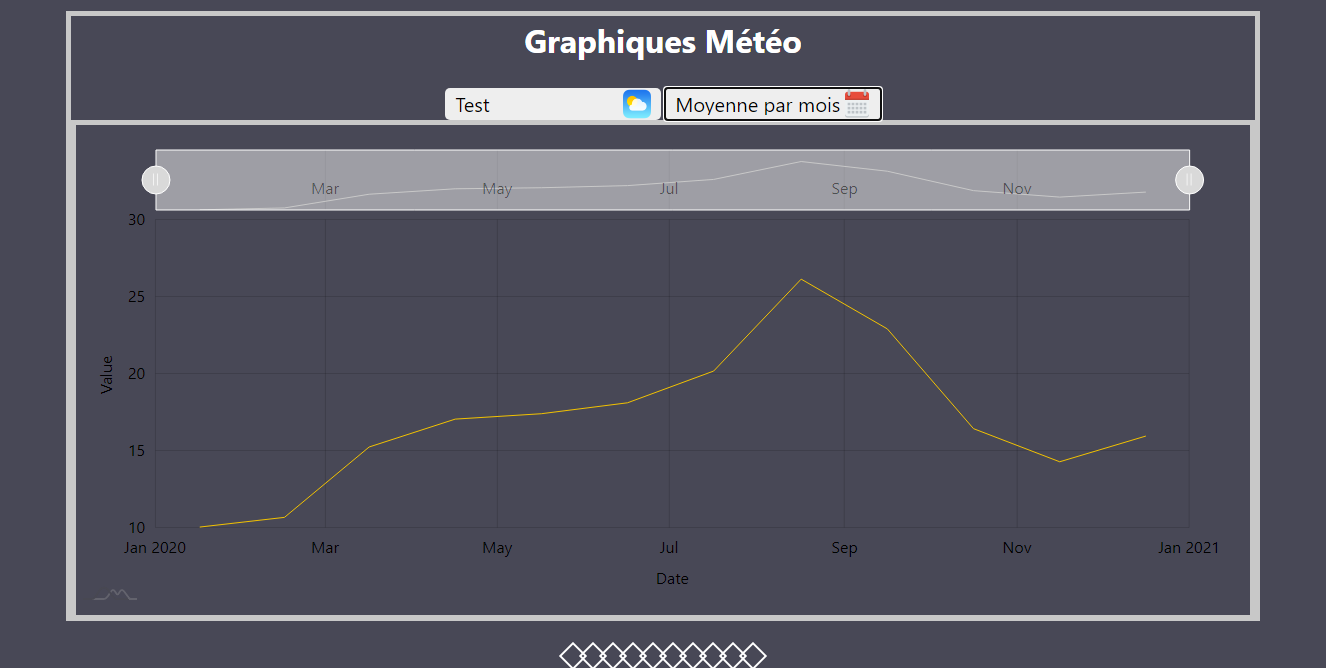 Graphiques Météo
Test
Moyenne par mois
Mar May Jul Sep Nov
30
25
20
15
10
Value
Jan 2020 Mar May Jul Sep Nov Jan 2021
Date